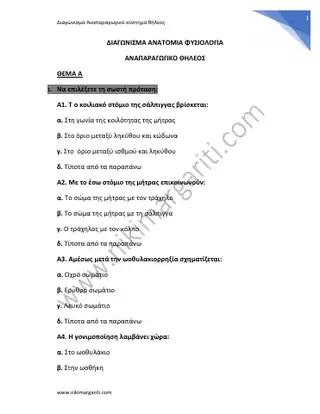 Διαγώνισμα Αναπαραγωγικό σύστημα θήλεος
1
ΔΙΑΓΩΝΙΣΜΑ ΑΝΑΤΟΜΙΑ ΦΥΣΙΟΛΟΓΙΑ
ΑΝΑΠΑΡΑΓΩΓΙΚΟ ΘΗΛΕΟΣ
ΘΕΜΑ Α
1. Να επιλέξετε τη σωστή πρόταση:
Α1. Τ ο κοιλιακό στόμιο της σάλπιγγας βρίσκεται:
α. Στη γωνία της κοιλότητας της μήτρας
β. Στο όριο μεταξύ ληκύθου και κώδωνα
γ. Στο όριο μεταξύ ισθμού και ληκύθου
δ. Τίποτα από τα παραπάνω
Α2. Με το έσω στόμιο της μήτρας επικοινωνούν:
α. Το σώμα της μήτρας με τον τράχηλο
β. Το σώμα της μήτρας με τη σάλπιγγα
γ. Ο τράχηλος με τον κόλπο
δ. Τίποτα από τα παραπάνω
Α3. Αμέσως μετά την ωοθυλακιορρηξία σχηματίζεται:
α. Ωχρό σωμάτιο
β. Ερυθρό σωμάτιο
γ. Λευκό σωμάτιο
δ. Τίποτα από τα παραπάνω
Α4. Η γονιμοποίηση λαμβάνει χώρα:
α. Στο ωοθυλάκιο
β. Στην ωοθήκη
www.nikimargariti.com
www.nikimargariti.com